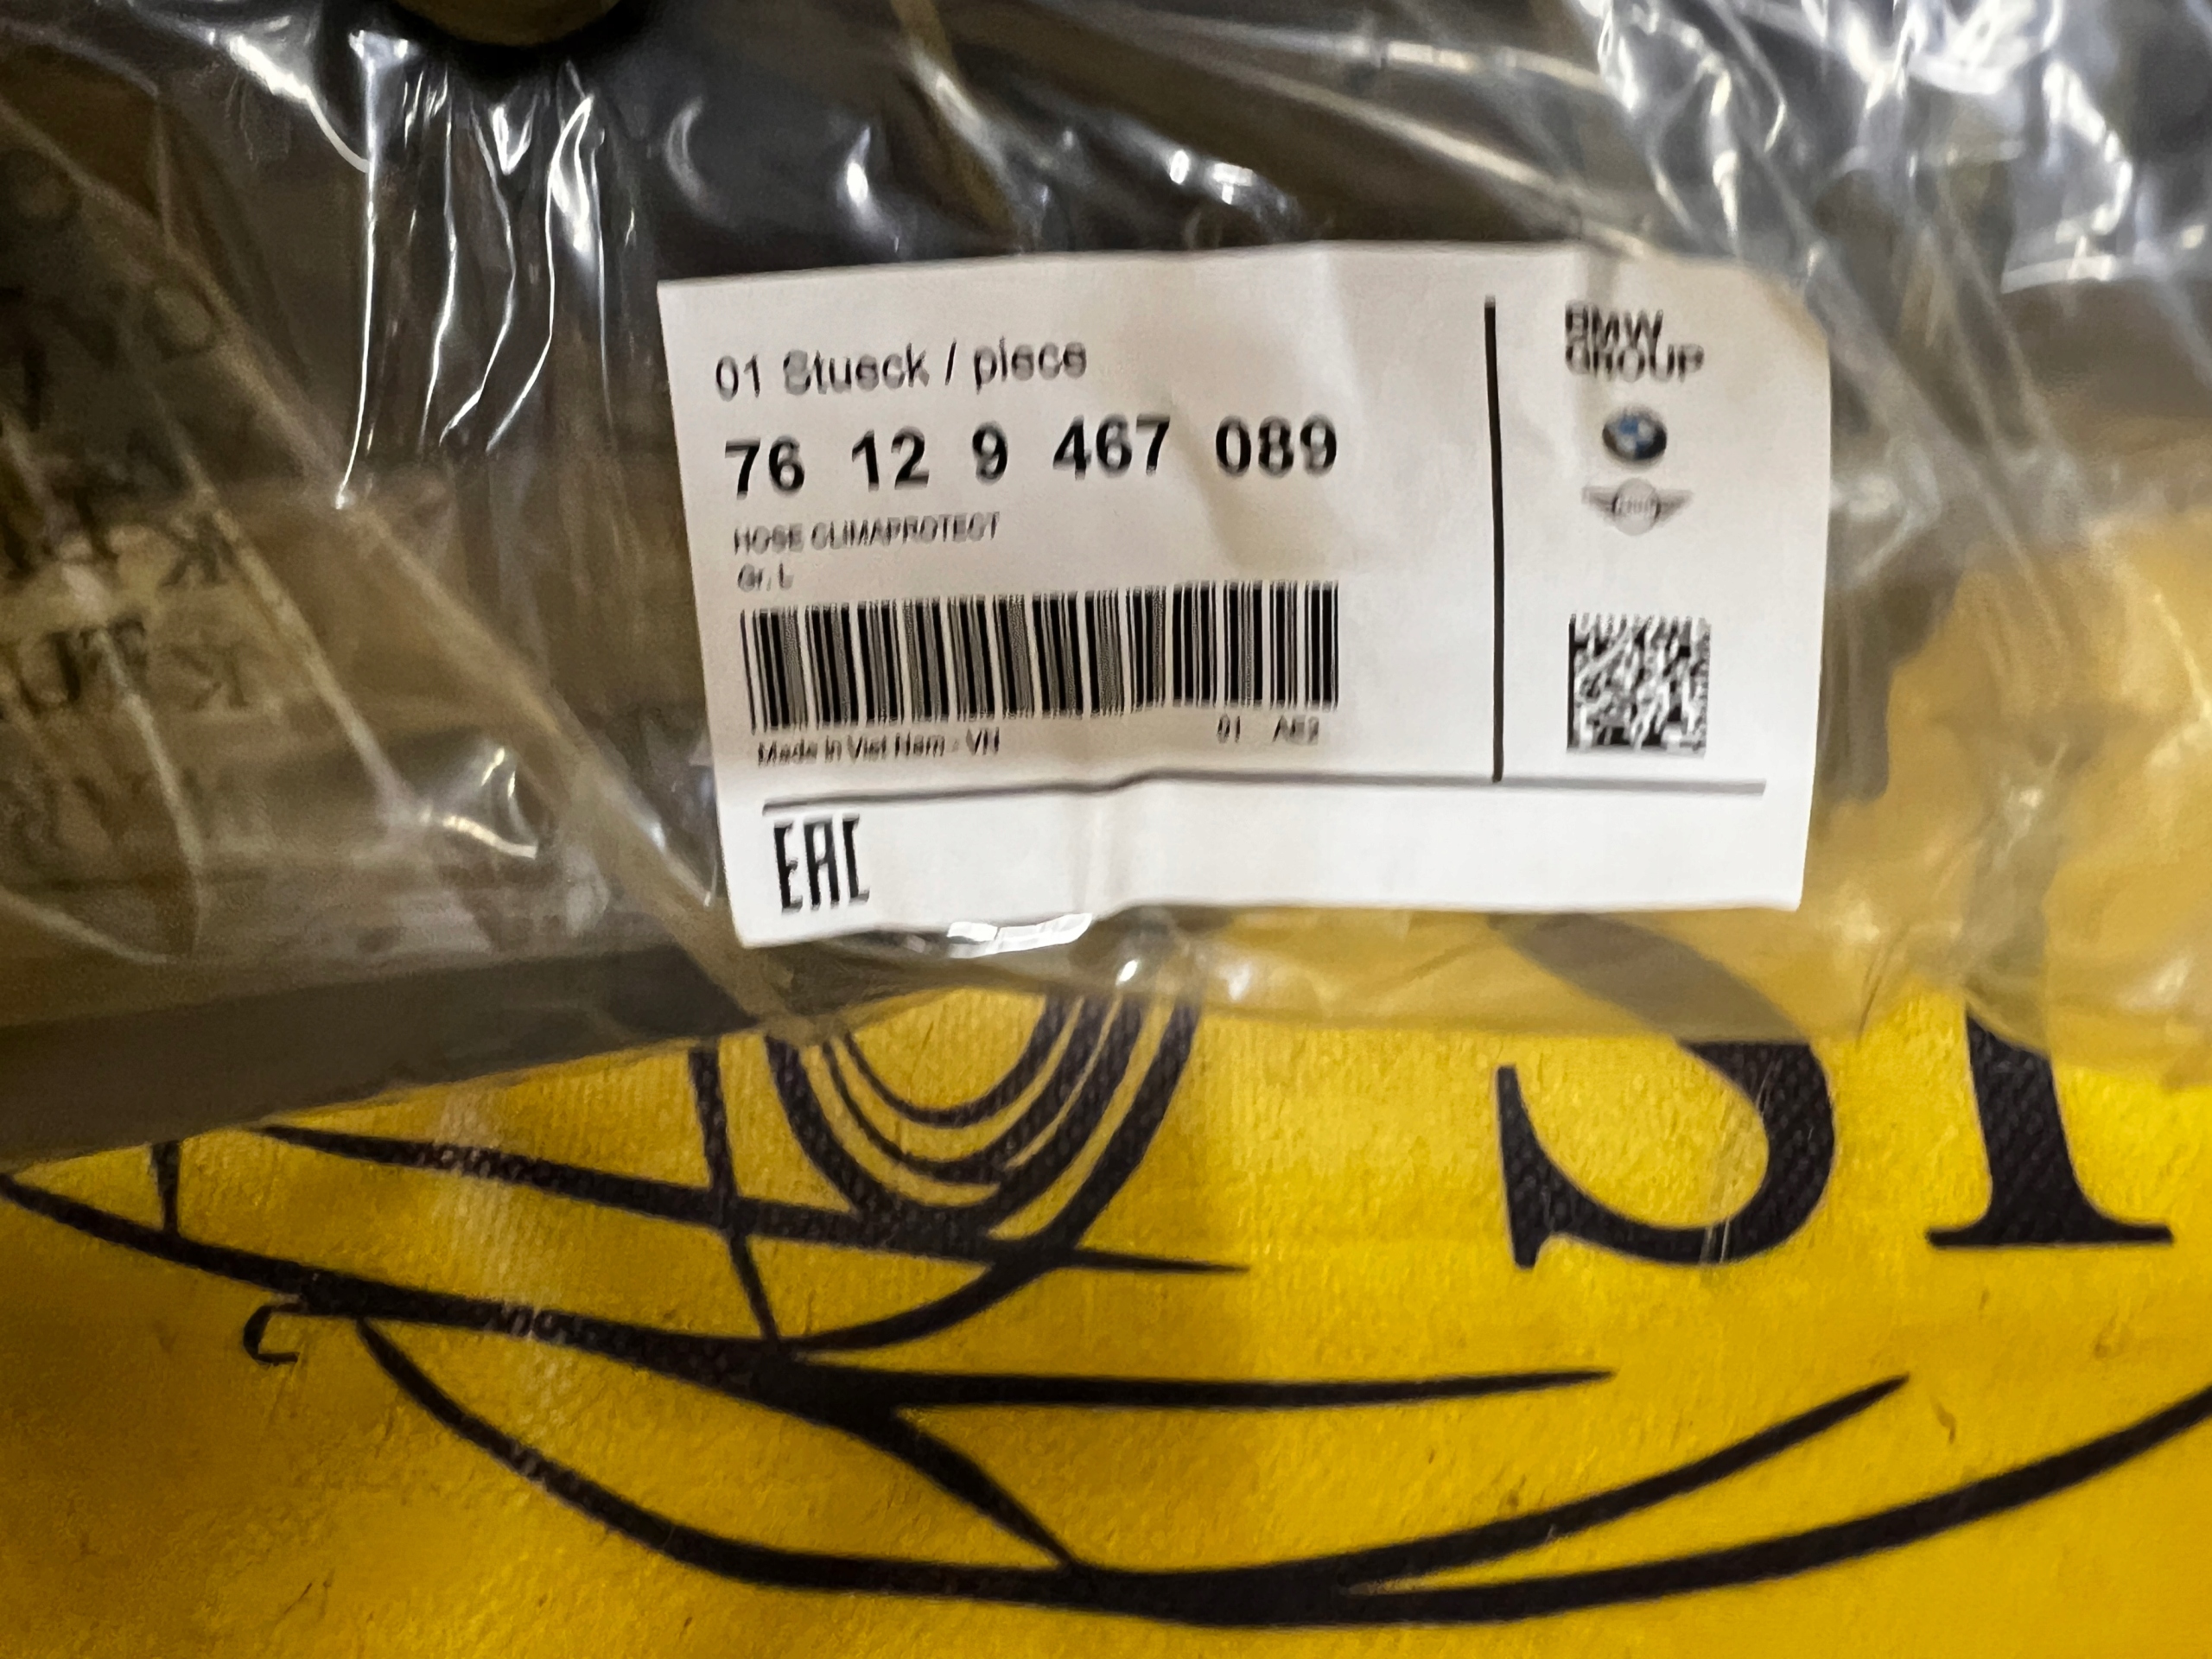 01 Stueck / piece
76 12 9 467 089
HOSE CLIMAPROTECT
Gr. L
Made in Viet Nam - VN
01 AE2
BMW
GROUP
EAC